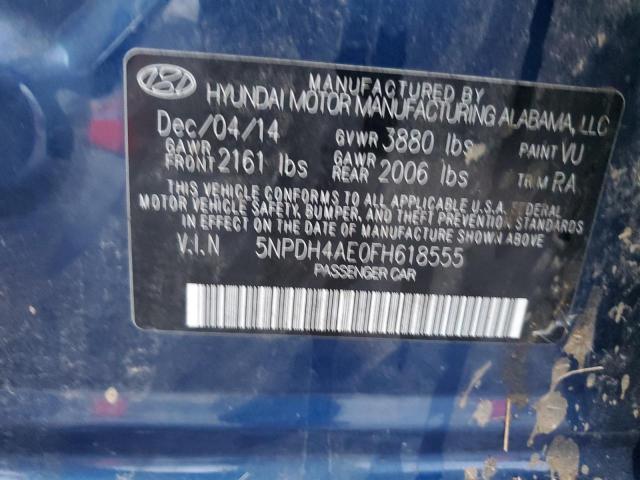 MANUFACTURED BY
HYUNDAI MOTOR MANUFACTURING ALABAMA, LLC
Dec/04/14 GVWR 3880 lbs PAINT VU
GAWR FRONT 2161 lbs GAWR REAR 2006 lbs TRIM RA
THIS VEHICLE CONFORMS TO ALL APPLICABLE U.S.A. FEDERAL
MOTOR VEHICLE SAFETY, BUMPER, AND THEFT PREVENTION STANDARDS
IN EFFECT ON THE DATE OF MANUFACTURE SHOWN ABOVE
V.I.N 5NPDH4AE0FH618555
PASSENGER CAR